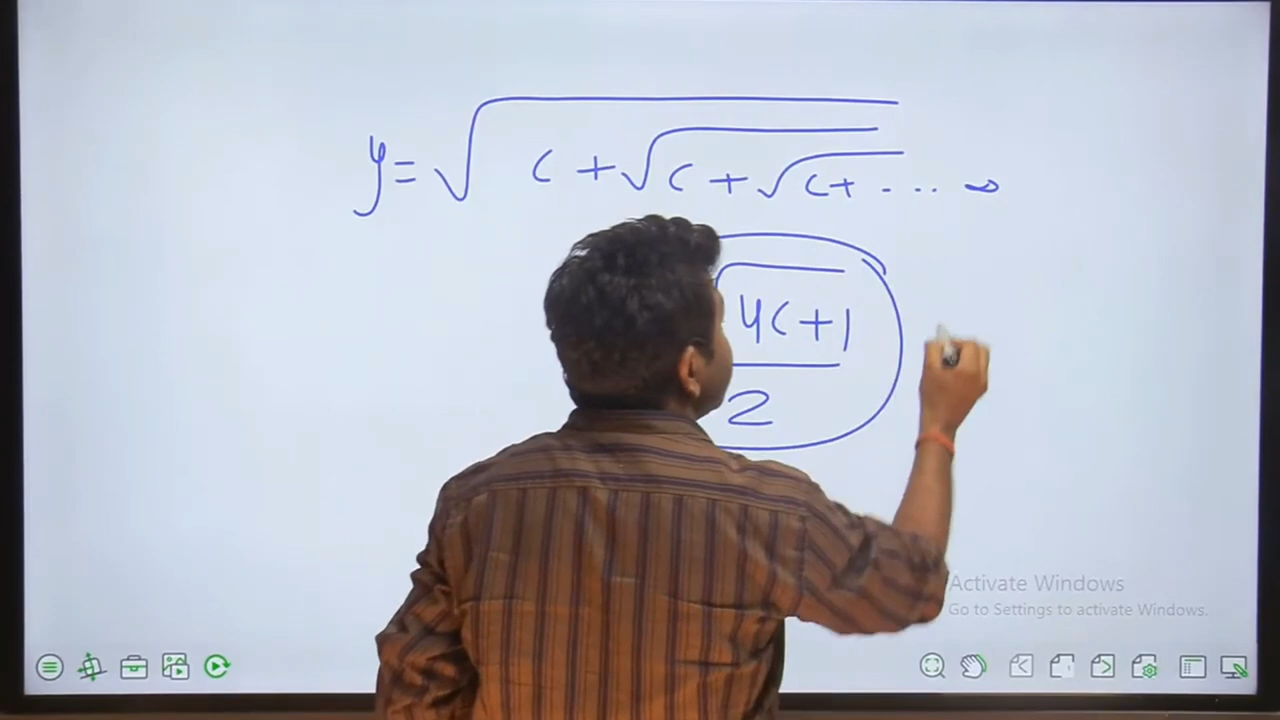 y = √c + √c + √c + .... ∞
√4c+1
2
Activate Windows
Go to Settings to activate Windows.